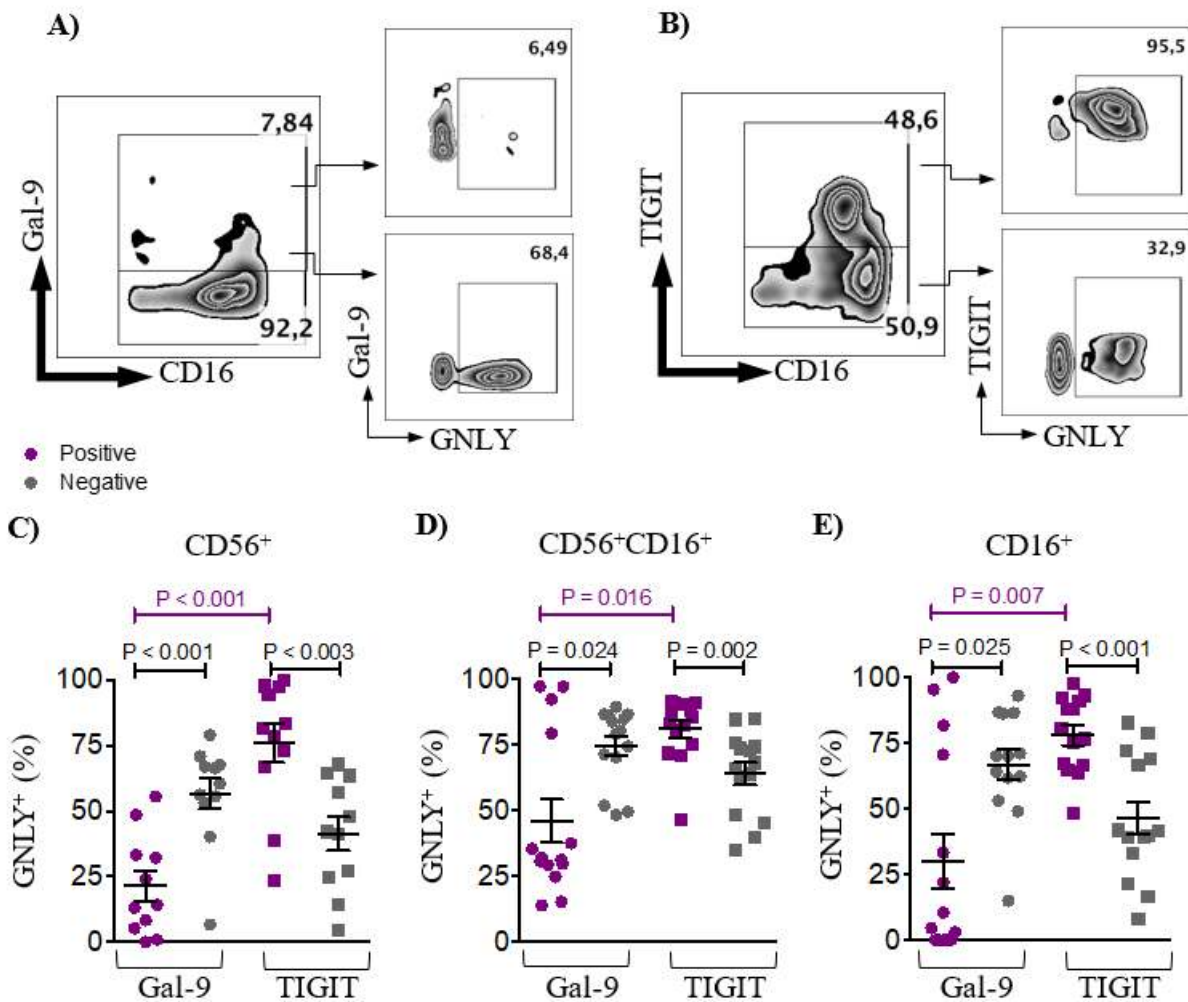 A)
B)
6,49
95,5
7,84
48,6
Gal-9
TIGIT
68,4
32,9
92,2
50,9
Gal-9
TIGIT
CD16
CD16
GNLY
GNLY
Positive
Negative
C)
CD56+
P < 0.001
P < 0.001
P < 0.003
GNLY+ (%)
100
75
50
25
0
Gal-9
TIGIT
D)
CD56+CD16+
P = 0.016
P = 0.024
P = 0.002
GNLY+ (%)
100
75
50
25
0
Gal-9
TIGIT
E)
CD16+
P = 0.007
P = 0.025
P < 0.001
GNLY+ (%)
100
75
50
25
0
Gal-9
TIGIT